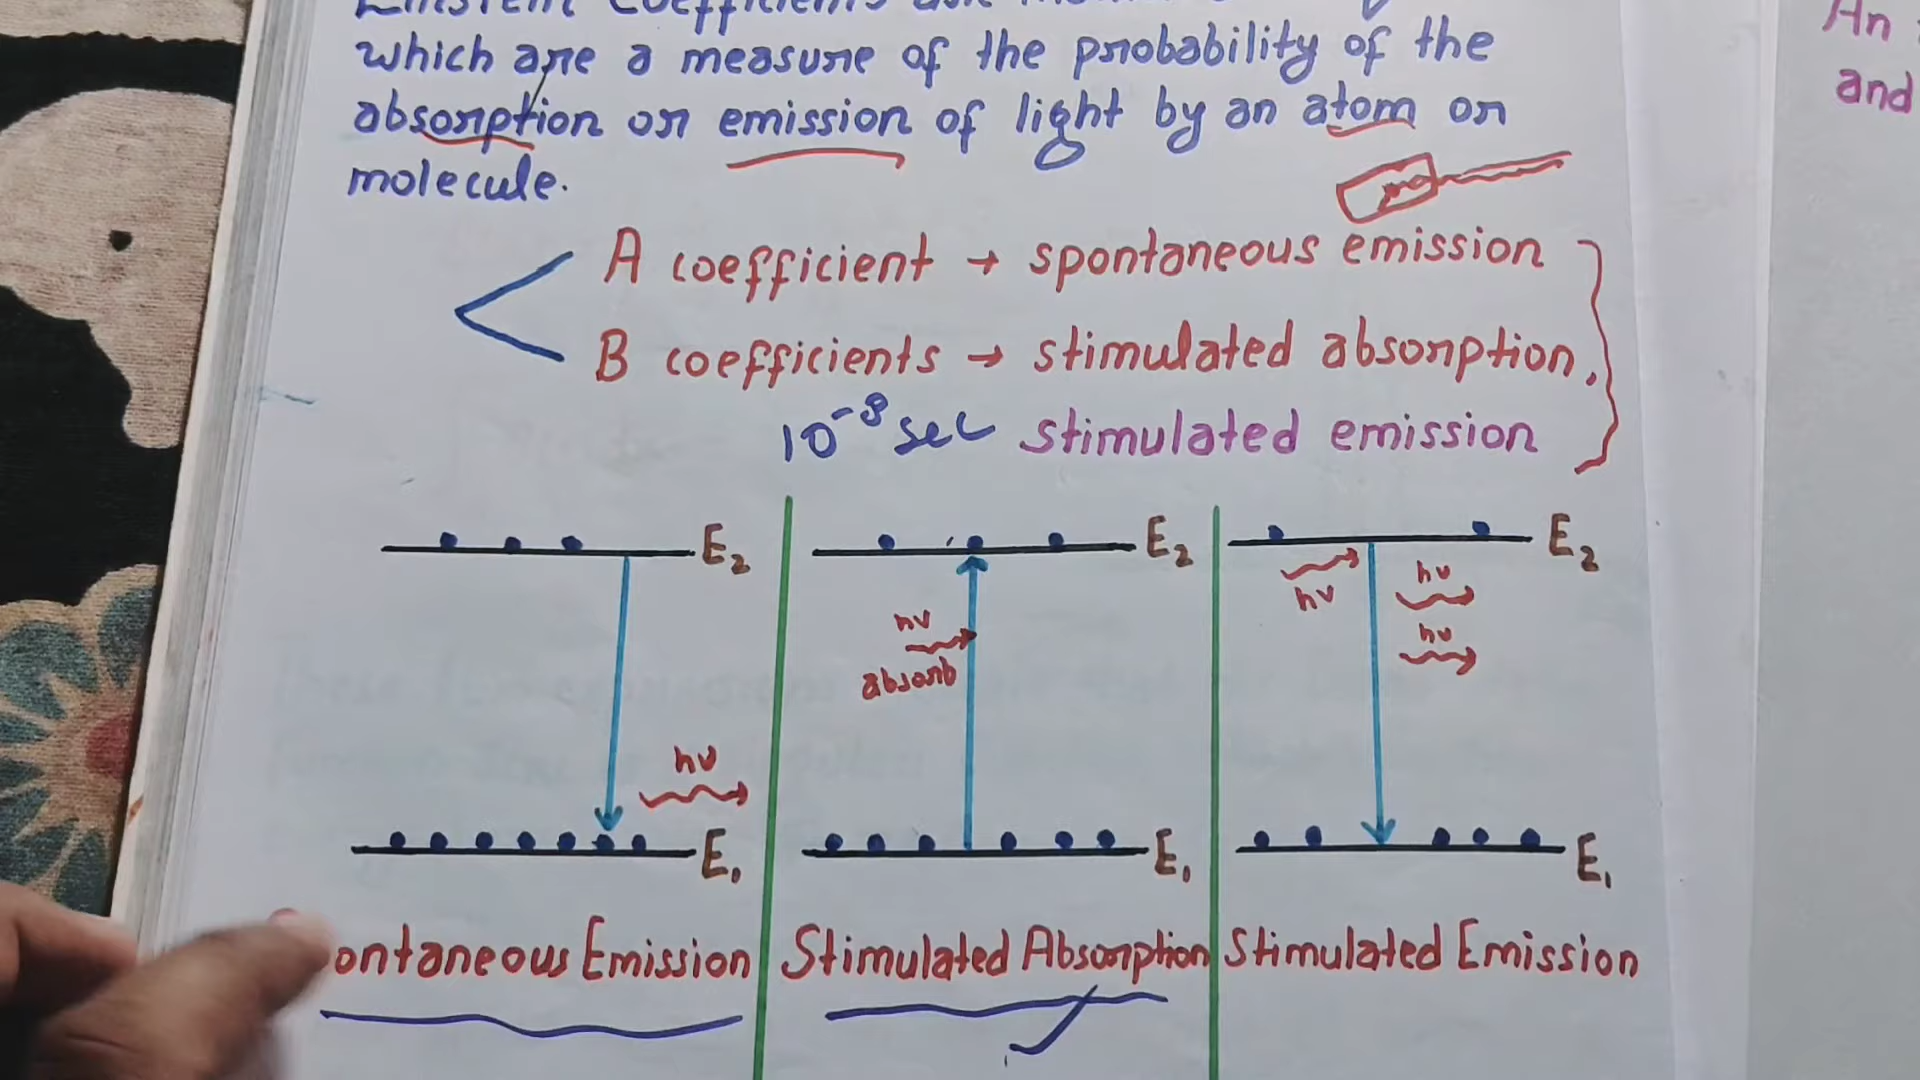 which are a measure of the probability of the
absorption or emission of light by an atom or
molecule.
A coefficient → spontaneous emission
B coefficients → stimulated absorption,
10⁻⁸ sec stimulated emission
E₂
E₂
E₂
hν
absorb
hν
hν
hν
hν
E₁
E₁
E₁
ontaneous Emission
Stimulated Absorption
Stimulated Emission
An
and